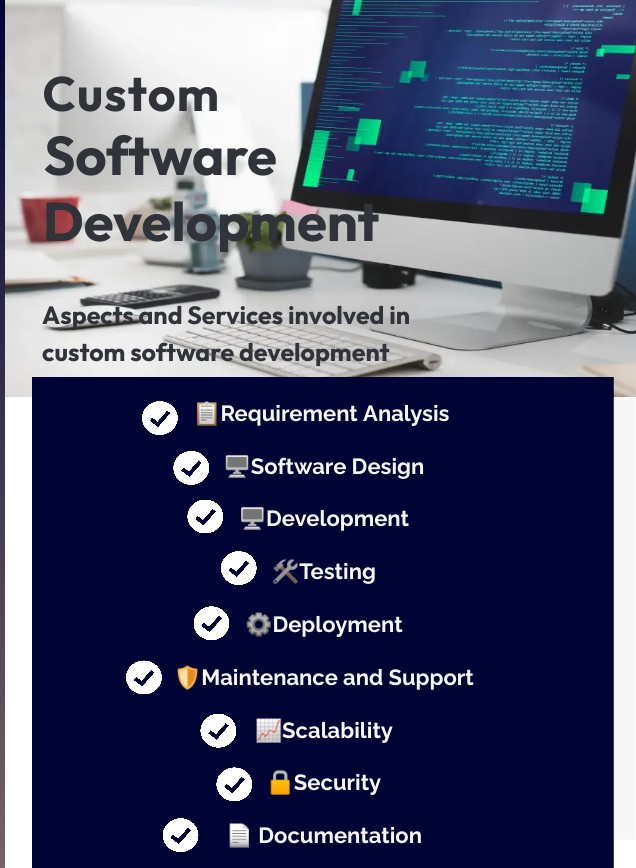 Custom
Software
Development
Aspects and Services involved in
custom software development
Requirement Analysis
Software Design
Development
Testing
Deployment
Maintenance and Support
Scalability
Security
Documentation